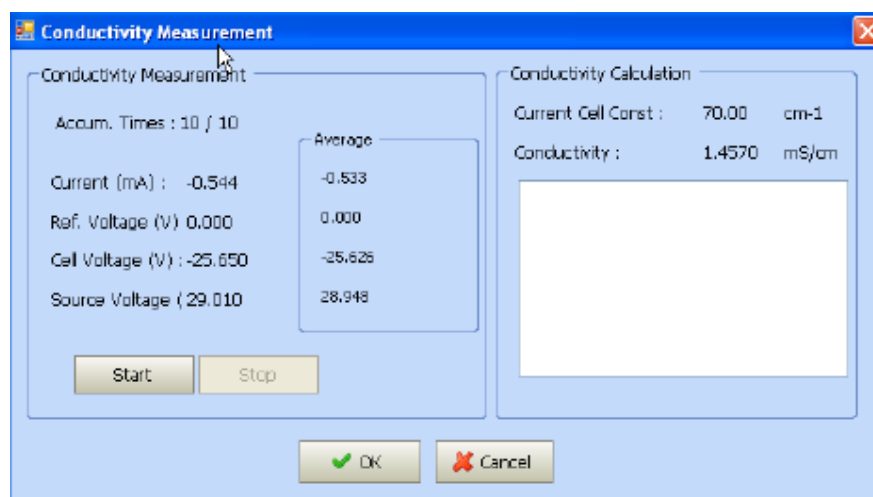 Conductivity Measurement
Conductivity Measurement
Accum. Times : 10 / 10
Average
Current (mA) : -0.544 -0.533
Ref. Voltage (V) 0.000 0.000
Cell Voltage (V) : -25.650 -25.626
Source Voltage ( 29.010 28.948
Start Stop
Conductivity Calculation
Current Cell Const : 70.00 cm-1
Conductivity : 1.4570 mS/cm
OK Cancel